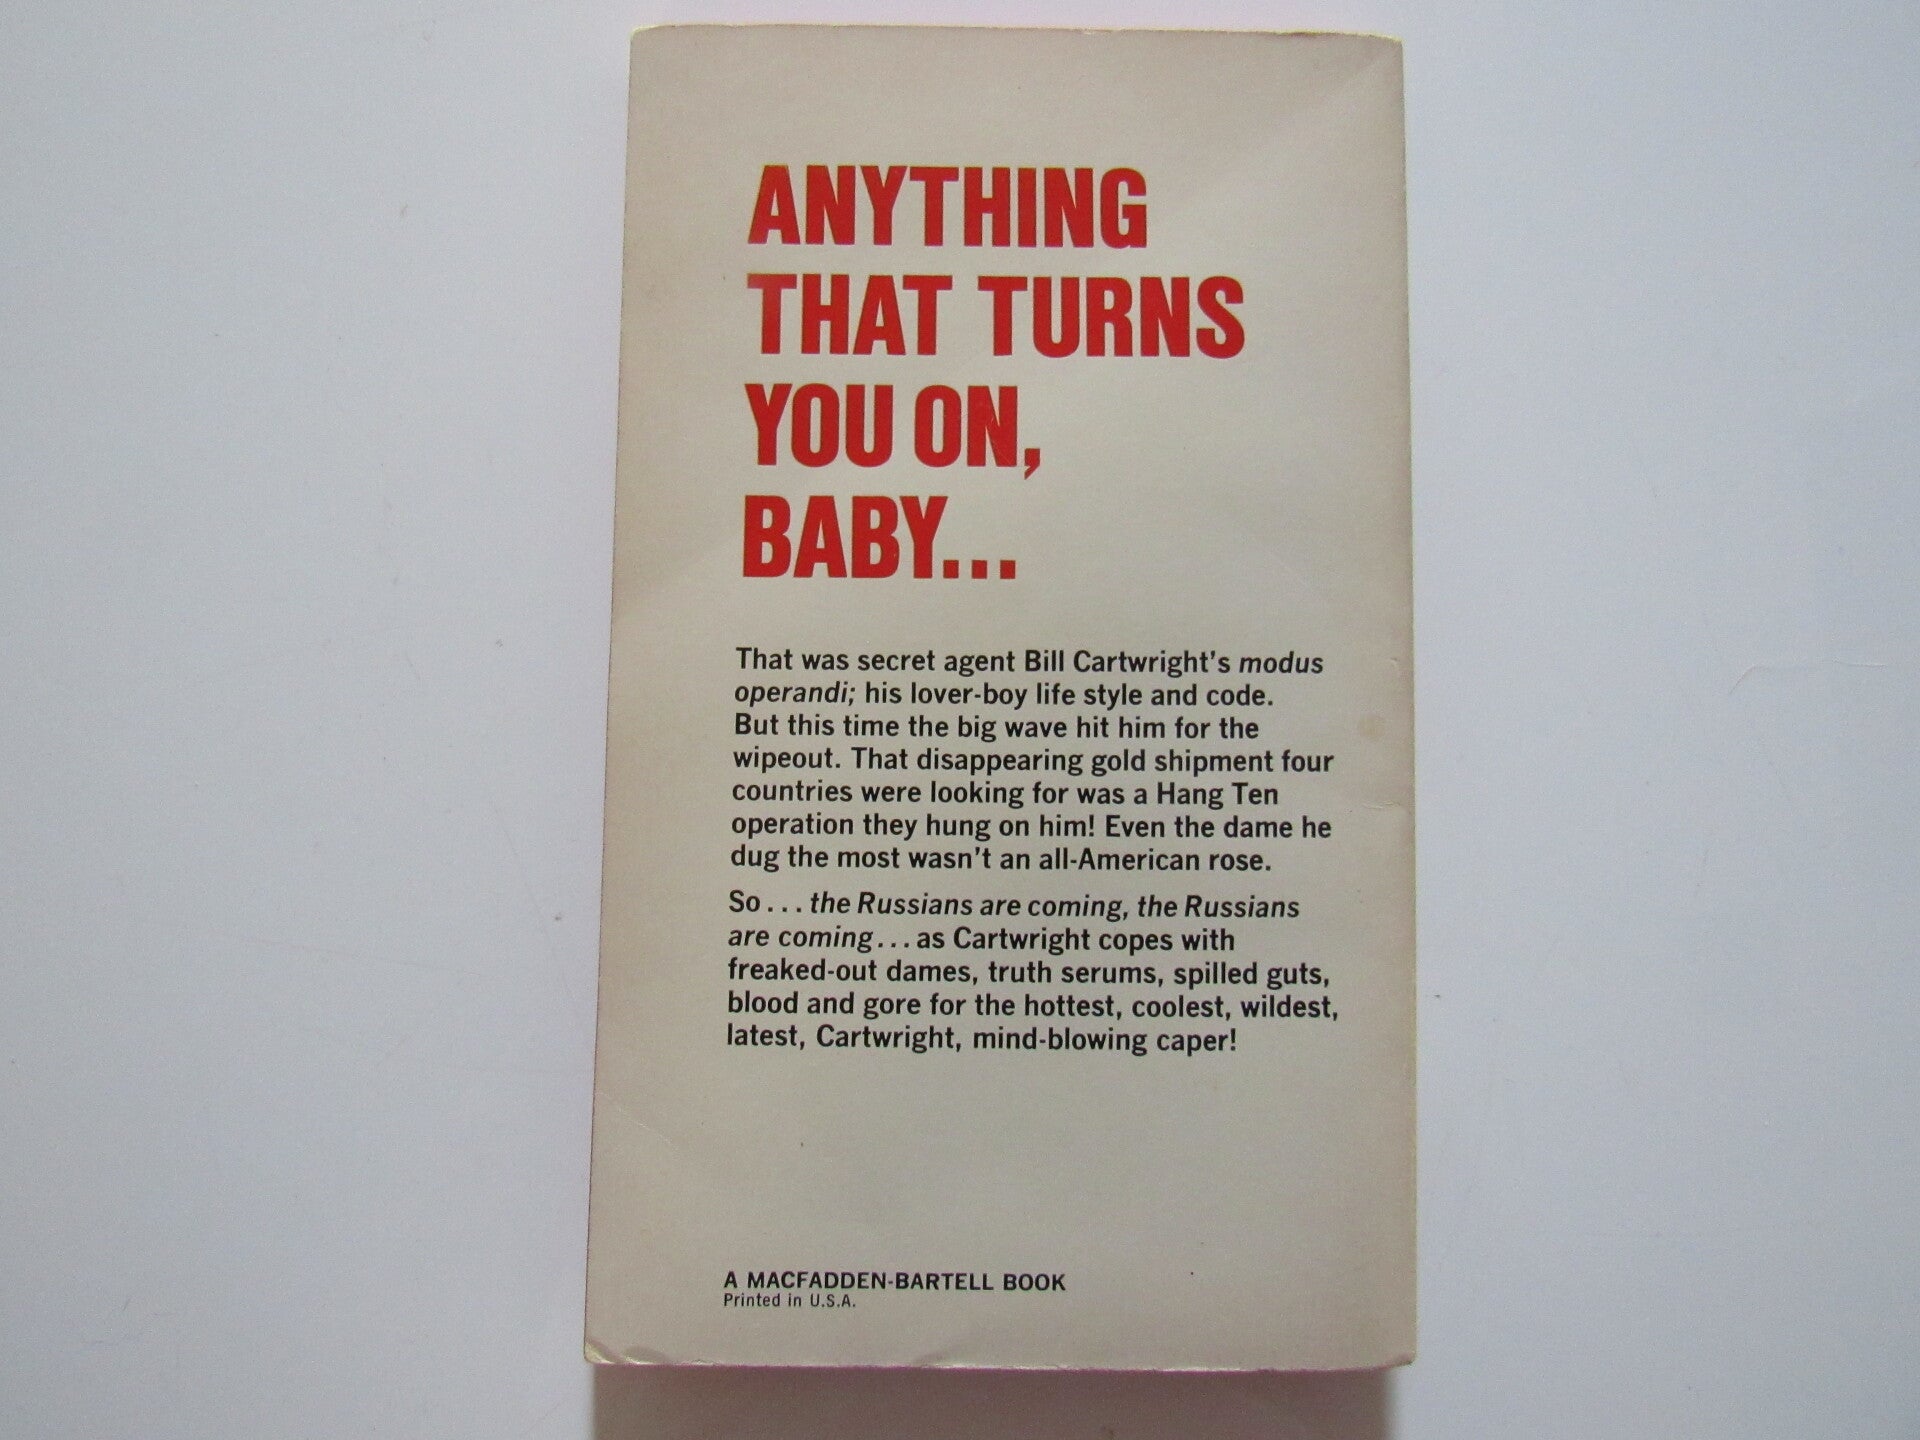 ANYTHING
THAT TURNS
YOU ON,
BABY...
That was secret agent Bill Cartwright's modus
operandi; his lover-boy life style and code.
But this time the big wave hit him for the
wipeout. That disappearing gold shipment four
countries were looking for was a Hang Ten
operation they hung on him! Even the dame he
dug the most wasn't an all-American rose.
So... the Russians are coming, the Russians
are coming... as Cartwright copes with
freaked-out dames, truth serums, spilled guts,
blood and gore for the hottest, coolest, wildest,
latest, Cartwright, mind-blowing caper!
A MACFADDEN-BARTELL BOOK
Printed in U.S.A.